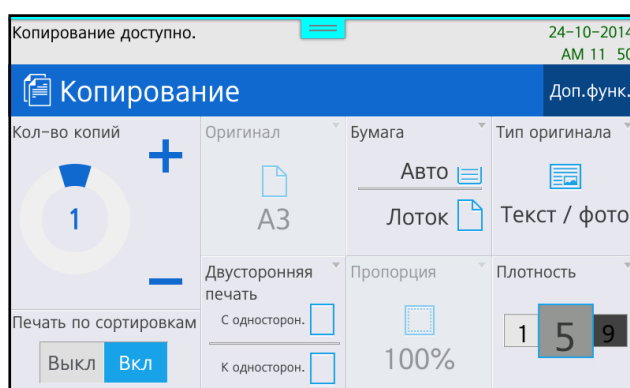 Копирование доступно.
24-10-2014
AM 11 50
Копирование
Доп.функ.
Кол-во копий
1
Оригинал
A3
Бумага
Авто
Лоток
Тип оригинала
Текст / фото
Печать по сортировкам
Выкл Вкл
Двусторонняя
печать
С односторон.
К односторон.
Пропорция
100%
Плотность
1 5 9